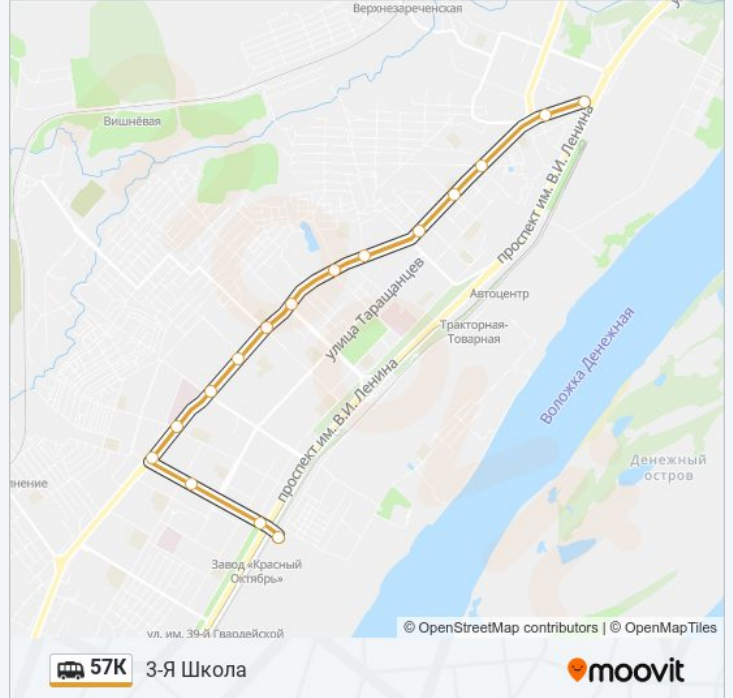 Верхнезареченская
Вишнёвая
проспект им. В.И. Ленина
улица Таращанцев
Автоцентр
Тракторная-
Товарная
Воложка Денежная
проспект им. В.И. Ленина
Денежный
остров
лнение
Завод «Красный
Октябрь»
ул. им. 39-й Гвардейской
© OpenStreetMap contributors | © OpenMapTiles
57К 3-Я Школа
moovit